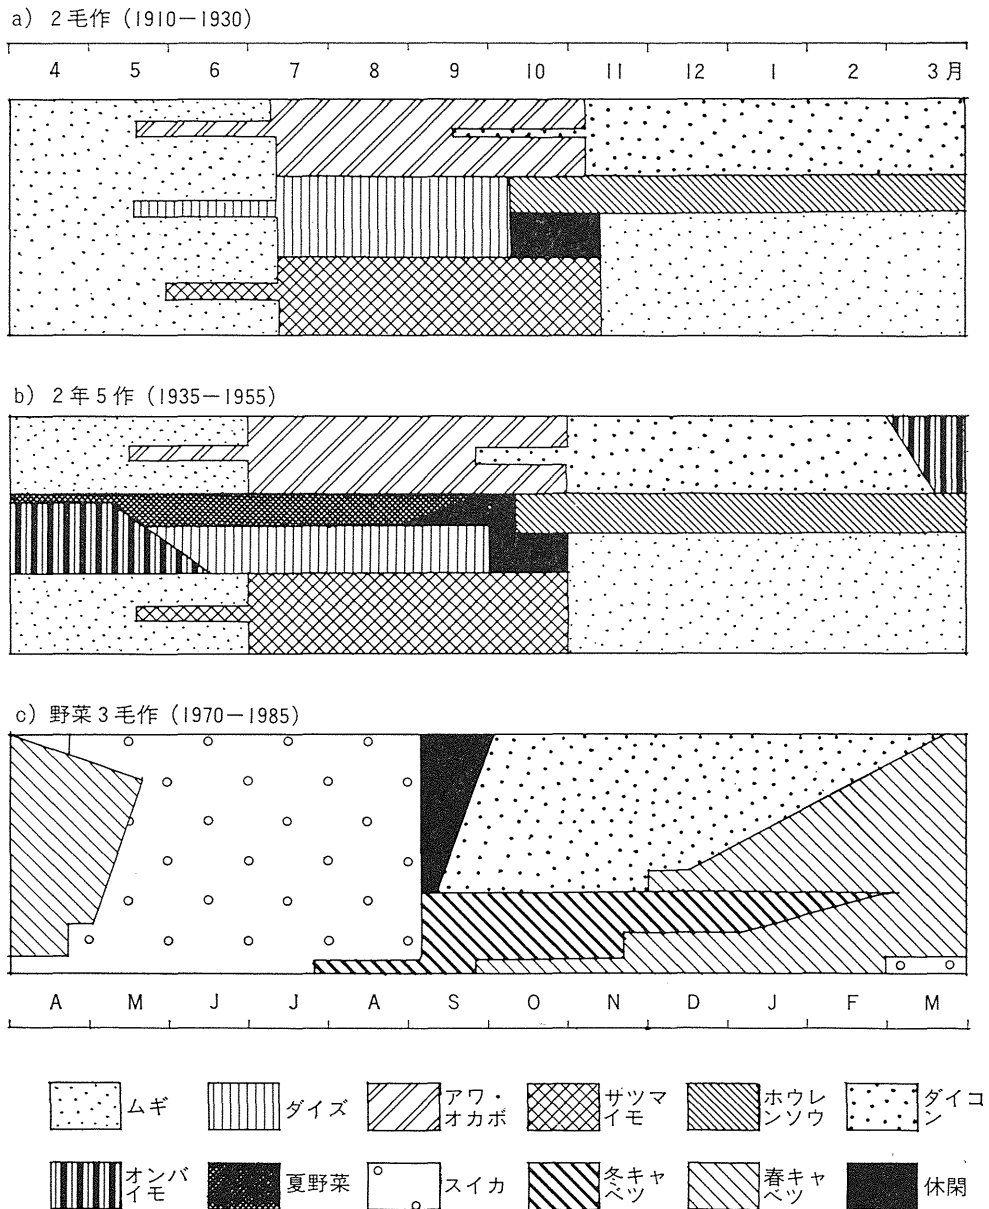 a) 2毛作 (1910－1930)
4 5 6 7 8 9 10 11 12 1 2 3月
b) 2年5作 (1935－1955)
c) 野菜3毛作 (1970－1985)
A M J J A S O N D J F M
ムギ
ダイズ
アワ・
オカボ
サツマ
イモ
ホウレ
ンソウ
ダイコ
ン
オンバ
イモ
夏野菜
スイカ
冬キャ
ベツ
春キャ
ベツ
休閑